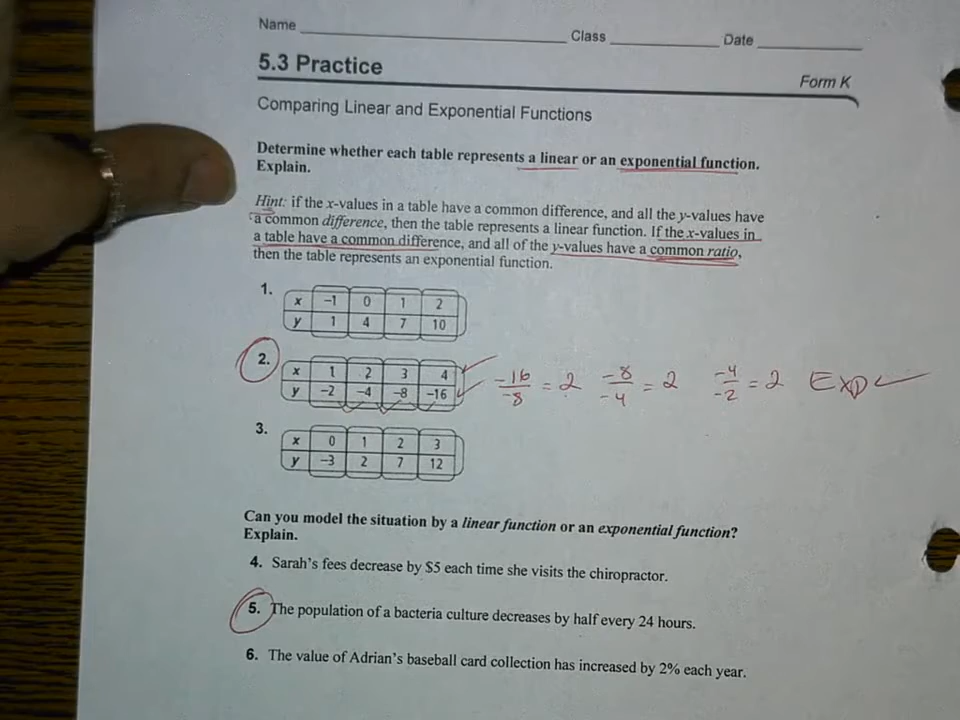 Name Class Date
5.3 Practice Form K
Comparing Linear and Exponential Functions
Determine whether each table represents a linear or an exponential function.
Explain.
Hint: if the x-values in a table have a common difference, and all the y-values have
a common difference, then the table represents a linear function. If the x-values in
a table have a common difference, and all of the y-values have a common ratio,
then the table represents an exponential function.
1.
x −1 0 1 2
y 1 4 7 10
2.
x 1 2 3 4
y −2 −4 −8 −16
-16/-8 = 2 -8/-4 = 2 -4/-2 = 2 EXP
3.
x 0 1 2 3
y −3 2 7 12
Can you model the situation by a linear function or an exponential function?
Explain.
4. Sarah's fees decrease by $5 each time she visits the chiropractor.
5. The population of a bacteria culture decreases by half every 24 hours.
6. The value of Adrian's baseball card collection has increased by 2% each year.